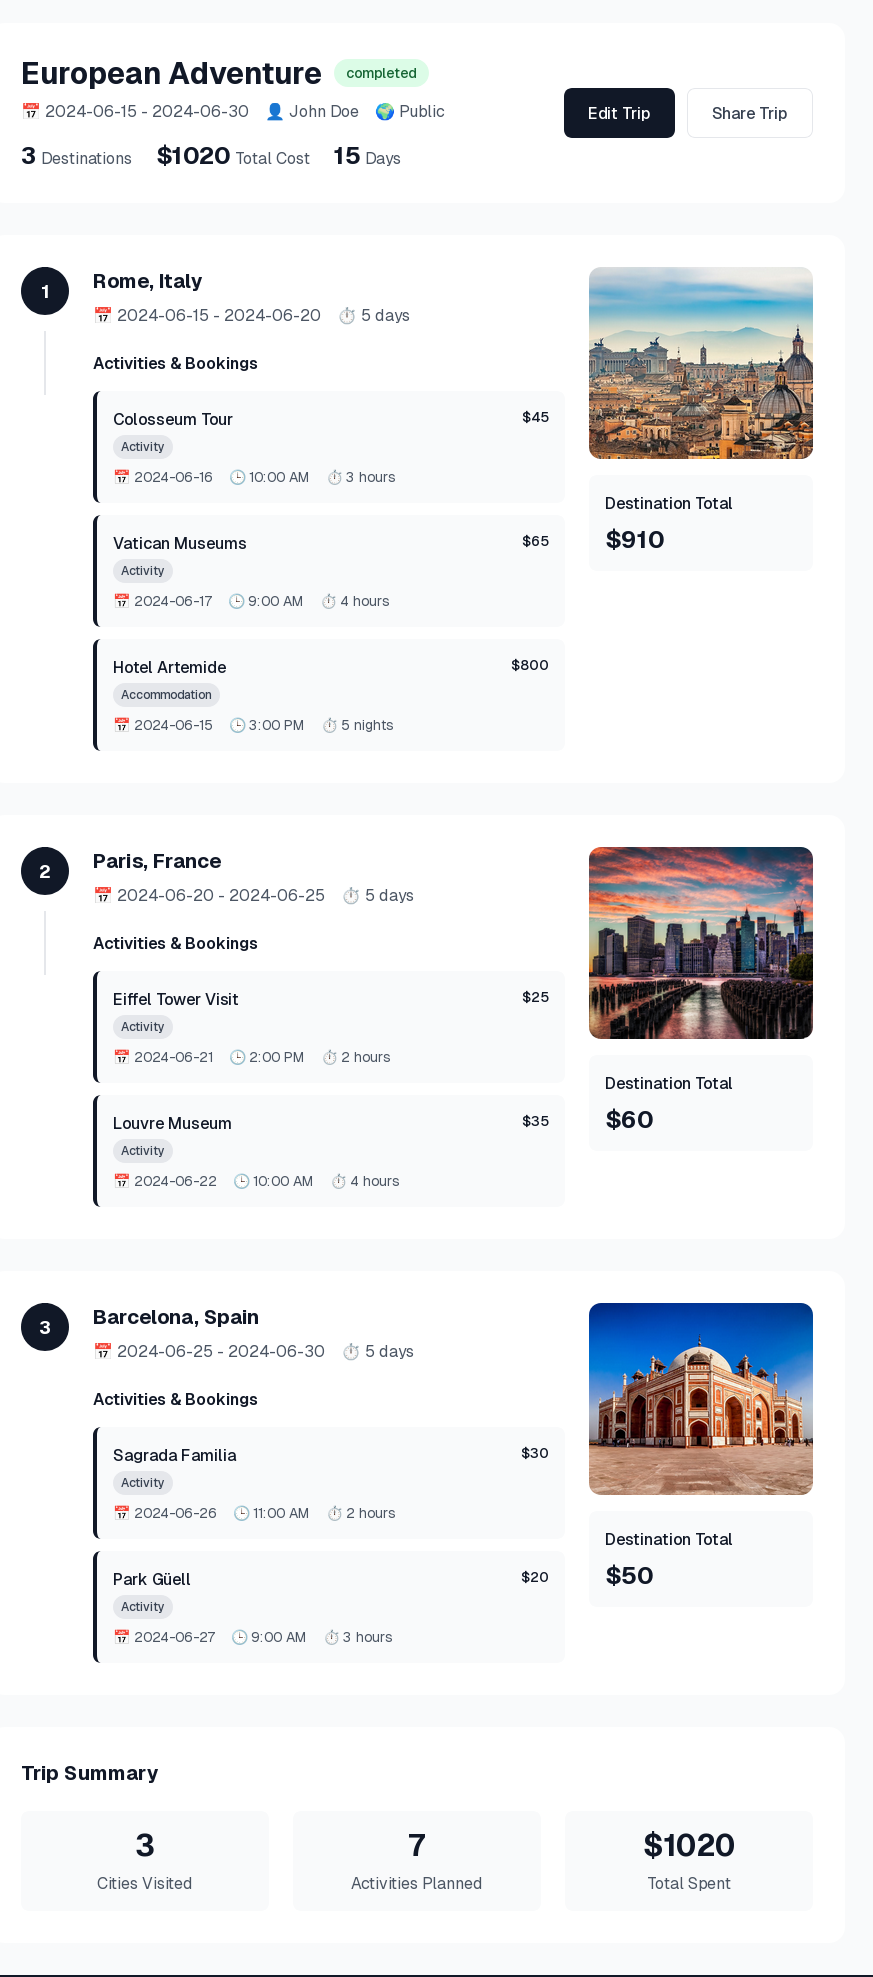 European Adventure completed
📅 2024-06-15 - 2024-06-30 👤 John Doe 🌍 Public
3 Destinations $1020 Total Cost 15 Days
Edit Trip Share Trip
1
Rome, Italy
📅 2024-06-15 - 2024-06-20 ⏱️ 5 days
Activities & Bookings
Colosseum Tour $45
Activity
📅 2024-06-16 🕒 10:00 AM ⏱️ 3 hours
Vatican Museums $65
Activity
📅 2024-06-17 🕒 9:00 AM ⏱️ 4 hours
Hotel Artemide $800
Accommodation
📅 2024-06-15 🕒 3:00 PM ⏱️ 5 nights
Destination Total
$910
2
Paris, France
📅 2024-06-20 - 2024-06-25 ⏱️ 5 days
Activities & Bookings
Eiffel Tower Visit $25
Activity
📅 2024-06-21 🕒 2:00 PM ⏱️ 2 hours
Louvre Museum $35
Activity
📅 2024-06-22 🕒 10:00 AM ⏱️ 4 hours
Destination Total
$60
3
Barcelona, Spain
📅 2024-06-25 - 2024-06-30 ⏱️ 5 days
Activities & Bookings
Sagrada Familia $30
Activity
📅 2024-06-26 🕒 11:00 AM ⏱️ 2 hours
Park Güell $20
Activity
📅 2024-06-27 🕒 9:00 AM ⏱️ 3 hours
Destination Total
$50
Trip Summary
3
Cities Visited
7
Activities Planned
$1020
Total Spent